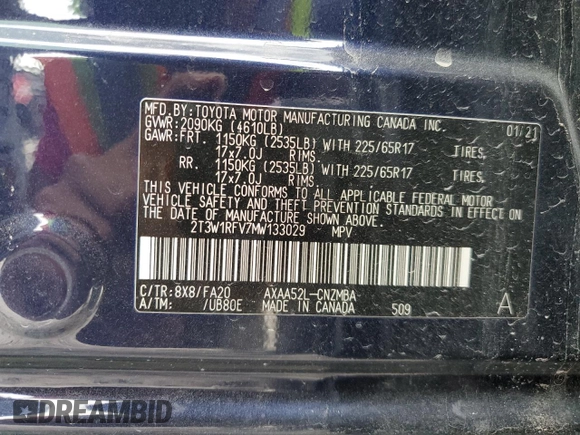 MFD.BY:TOYOTA MOTOR MANUFACTURING CANADA INC. 01/21
GVWR:2090KG (4610LB)
GAWR:FRT. 1150KG (2535LB) WITH 225/65R17 TIRES.
17x7.0J RIMS.
RR. 1150KG (2535LB) WITH 225/65R17 TIRES.
17x7.0J RIMS.
THIS VEHICLE CONFORMS TO ALL APPLICABLE FEDERAL MOTOR
VEHICLE SAFETY AND THEFT PREVENTION STANDARDS IN EFFECT
ON THE DATE OF MANUFACTURE SHOWN ABOVE.
2T3W1RFV7MW133029 MPV
C/TR:8X8/FA20 AXAA52L-CNZMBA
A/TM: /UB80E MADE IN CANADA 509 A
DREAMBID